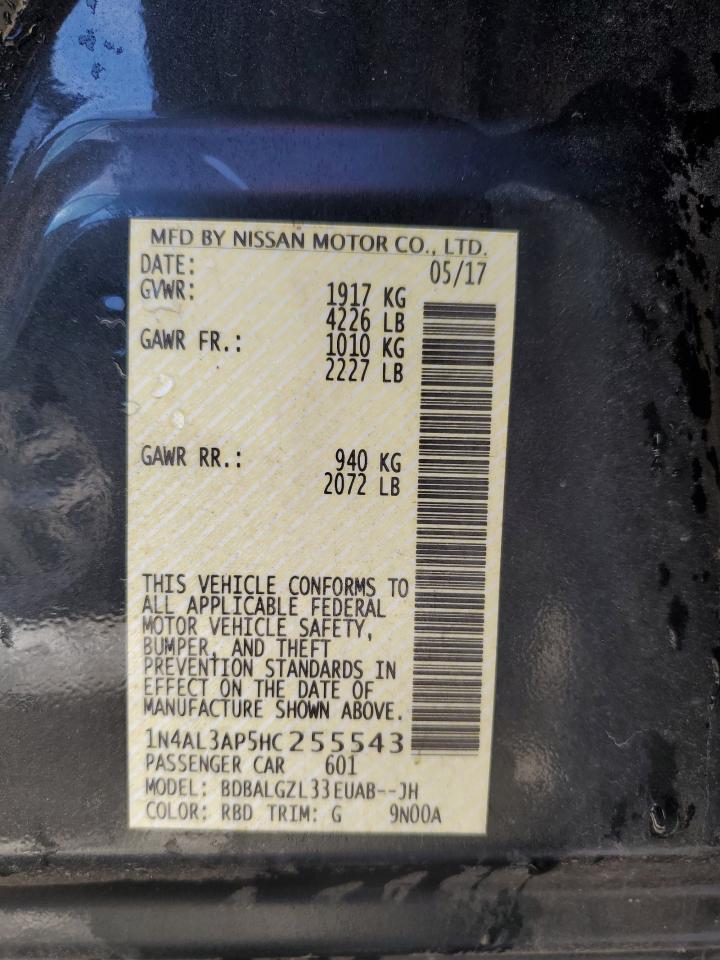 MFD BY NISSAN MOTOR CO., LTD.
DATE: 05/17
GVWR: 1917 KG
4226 LB
GAWR FR.: 1010 KG
2227 LB
GAWR RR.: 940 KG
2072 LB
THIS VEHICLE CONFORMS TO
ALL APPLICABLE FEDERAL
MOTOR VEHICLE SAFETY,
BUMPER, AND THEFT
PREVENTION STANDARDS IN
EFFECT ON THE DATE OF
MANUFACTURE SHOWN ABOVE.
1N4AL3AP5HC255543
PASSENGER CAR 601
MODEL: BDBALGZL33EUAB--JH
COLOR: RBD TRIM: G 9N00A